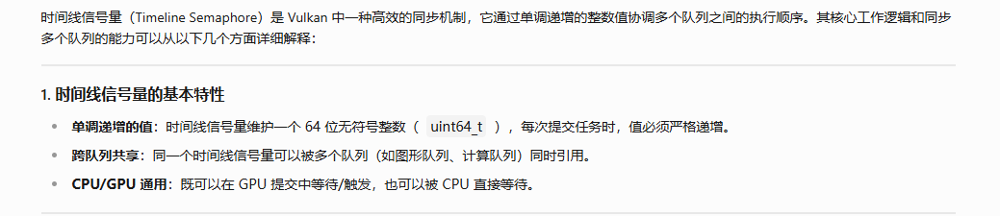 时间线信号量（Timeline Semaphore）是 Vulkan 中一种高效的同步机制，它通过单调递增的整数值协调多个队列之间的执行顺序。其核心工作逻辑和同步
多个队列的能力可以从以下几个方面详细解释：
1. 时间线信号量的基本特性
• 单调递增的值：时间线信号量维护一个 64 位无符号整数（ uint64_t ），每次提交任务时，值必须严格递增。
• 跨队列共享：同一个时间线信号量可以被多个队列（如图形队列、计算队列）同时引用。
• CPU/GPU 通用：既可以在 GPU 提交中等待/触发，也可以被 CPU 直接等待。